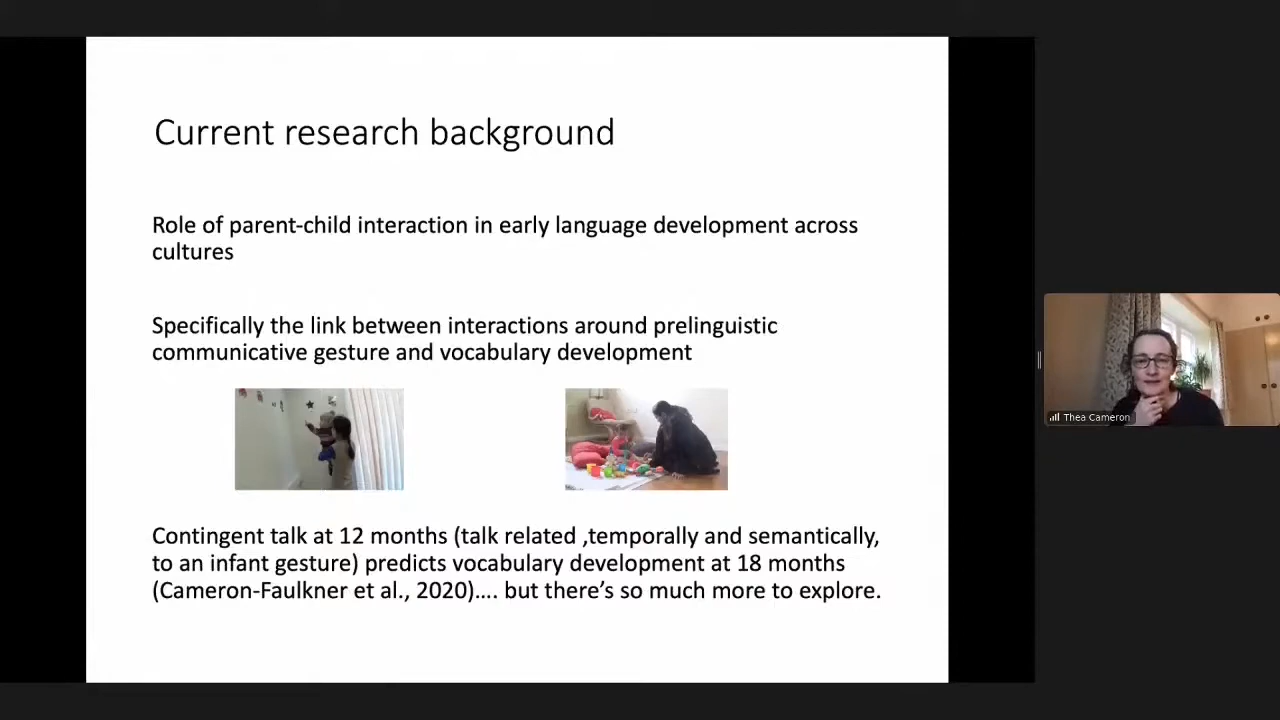 Current research background
Role of parent-child interaction in early language development across
cultures
Specifically the link between interactions around prelinguistic
communicative gesture and vocabulary development
Contingent talk at 12 months (talk related ,temporally and semantically,
to an infant gesture) predicts vocabulary development at 18 months
(Cameron-Faulkner et al., 2020)…. but there’s so much more to explore.
Thea Cameron